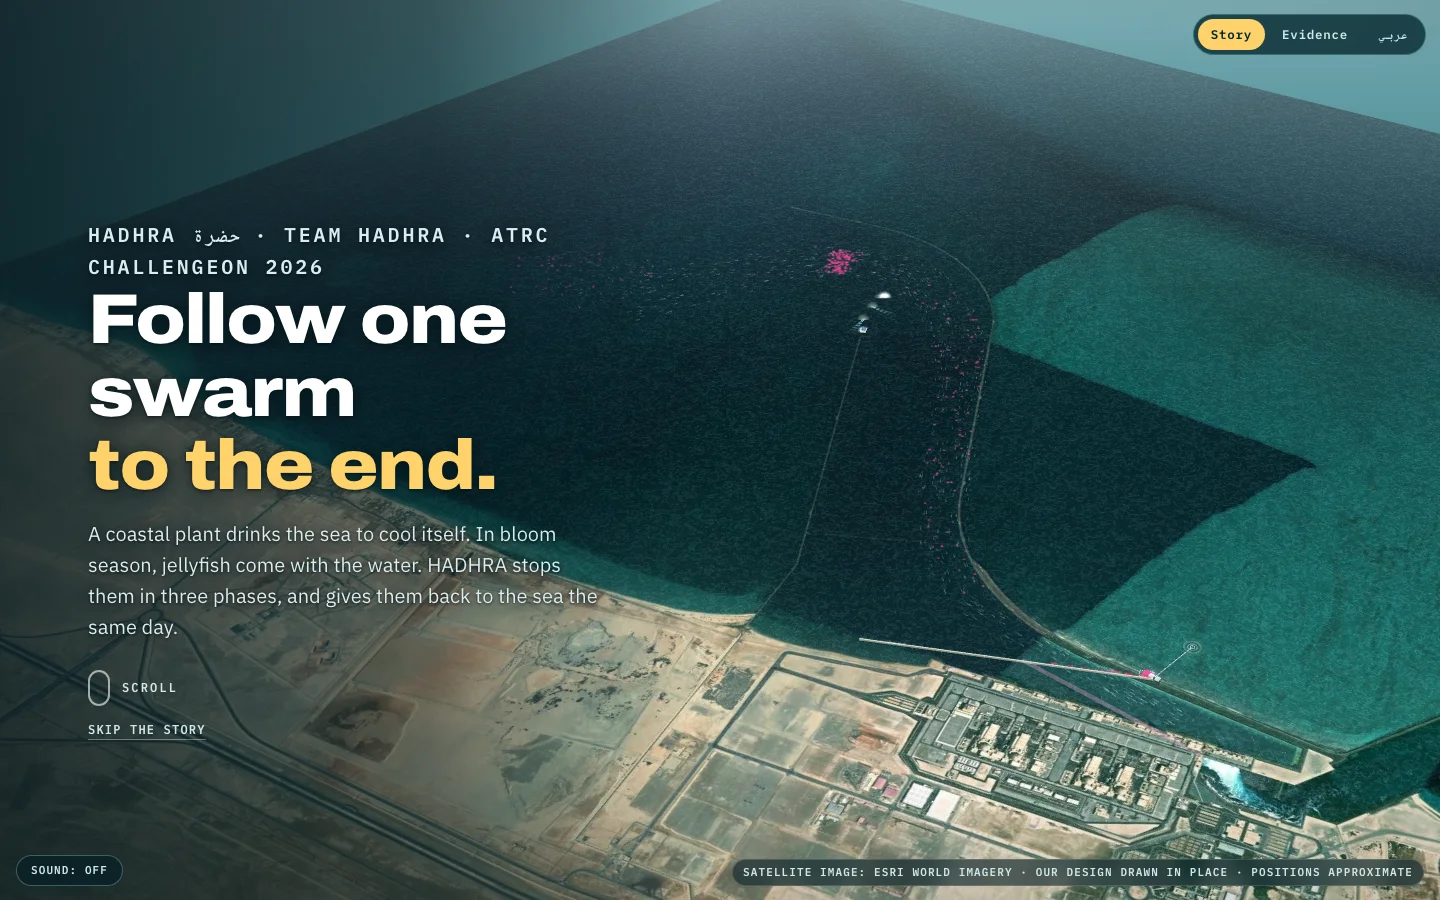 Story Evidence عربي
HADHRA حضرة · TEAM HADHRA · ATRC
CHALLENGEON 2026
Follow one
swarm
to the end.
A coastal plant drinks the sea to cool itself. In bloom
season, jellyfish come with the water. HADHRA stops
them in three phases, and gives them back to the sea the
same day.
SCROLL
SKIP THE STORY
SOUND: OFF
SATELLITE IMAGE: ESRI WORLD IMAGERY · OUR DESIGN DRAWN IN PLACE · POSITIONS APPROXIMATE